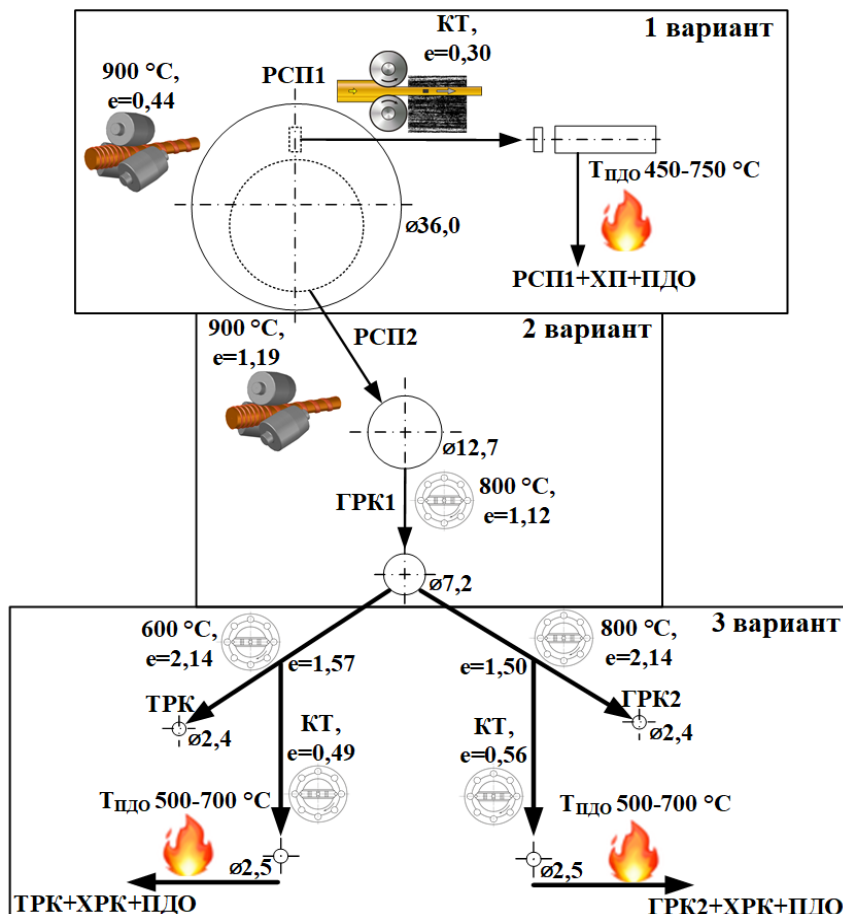 1 вариант
КТ,
e=0,30
900 °С,
e=0,44
РСП1
ø36,0
ТПДО 450-750 °С
РСП1+ХП+ПДО
2 вариант
900 °С,
e=1,19
РСП2
ø12,7
ГРК1
800 °С,
e=1,12
ø7,2
3 вариант
600 °С,
e=2,14
e=1,57
800 °С,
e=2,14
e=1,50
ТРК
ø2,4
ГРК2
ø2,4
КТ,
e=0,49
КТ,
e=0,56
ТПДО 500-700 °С
ТПДО 500-700 °С
ø2,5
ø2,5
ТРК+ХРК+ПДО
ГРК2+ХРК+ПДО